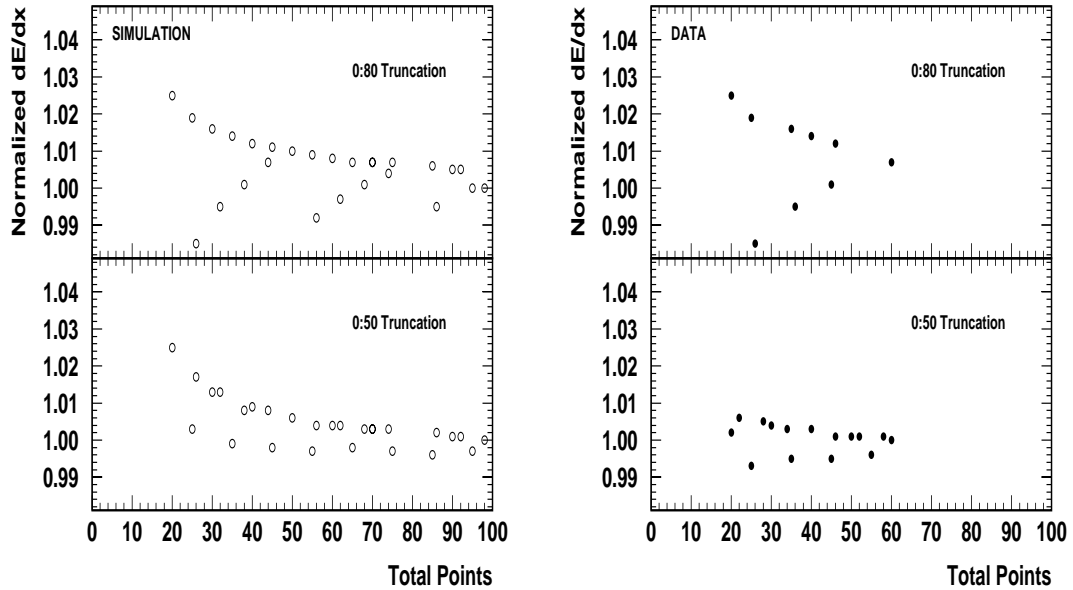 Normalized dE/dx
1.04
1.03
1.02
1.01
1.00
0.99
SIMULATION
0:80 Truncation
1.04
1.03
1.02
1.01
1.00
0.99
0:50 Truncation
0 10 20 30 40 50 60 70 80 90 100
Total Points
Normalized dE/dx
1.04
1.03
1.02
1.01
1.00
0.99
DATA
0:80 Truncation
1.04
1.03
1.02
1.01
1.00
0.99
0:50 Truncation
0 10 20 30 40 50 60 70 80 90 100
Total Points